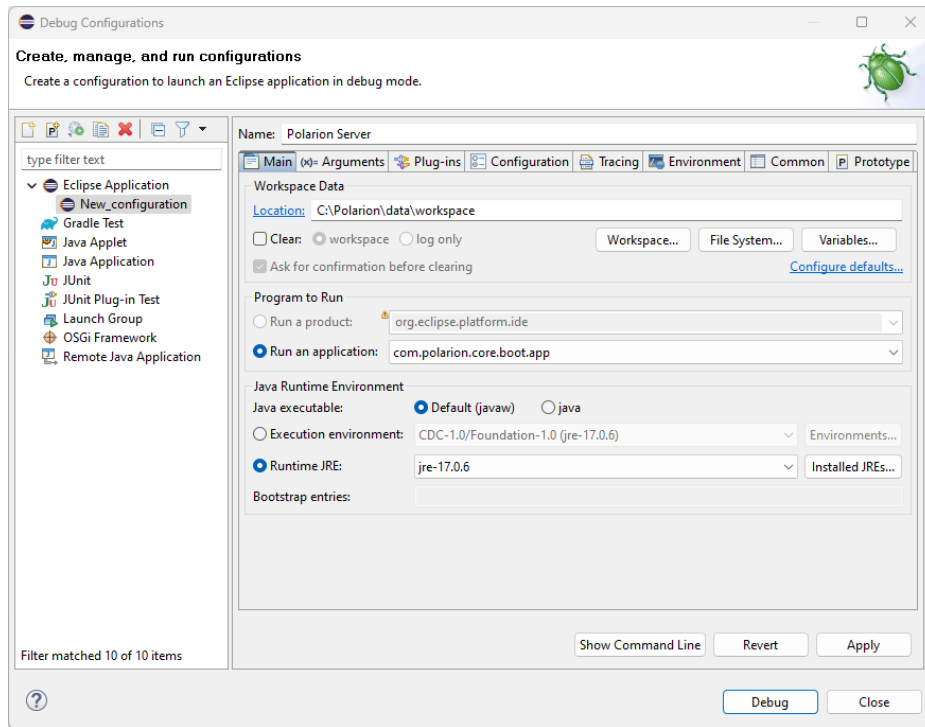 Debug Configurations
Create, manage, and run configurations
Create a configuration to launch an Eclipse application in debug mode.
type filter text
Eclipse Application
New_configuration
Gradle Test
Java Applet
Java Application
JUnit
JUnit Plug-in Test
Launch Group
OSGi Framework
Remote Java Application
Filter matched 10 of 10 items
Name: Polarion Server
Main (x)= Arguments Plug-ins Configuration Tracing Environment Common P Prototype
Workspace Data
Location: C:\Polarion\data\workspace
Clear: workspace log only Workspace... File System... Variables...
Ask for confirmation before clearing Configure defaults...
Program to Run
Run a product: org.eclipse.platform.ide
Run an application: com.polarion.core.boot.app
Java Runtime Environment
Java executable: Default (javaw) java
Execution environment: CDC-1.0/Foundation-1.0 (jre-17.0.6) Environments...
Runtime JRE: jre-17.0.6 Installed JREs...
Bootstrap entries:
Show Command Line Revert Apply
? Debug Close